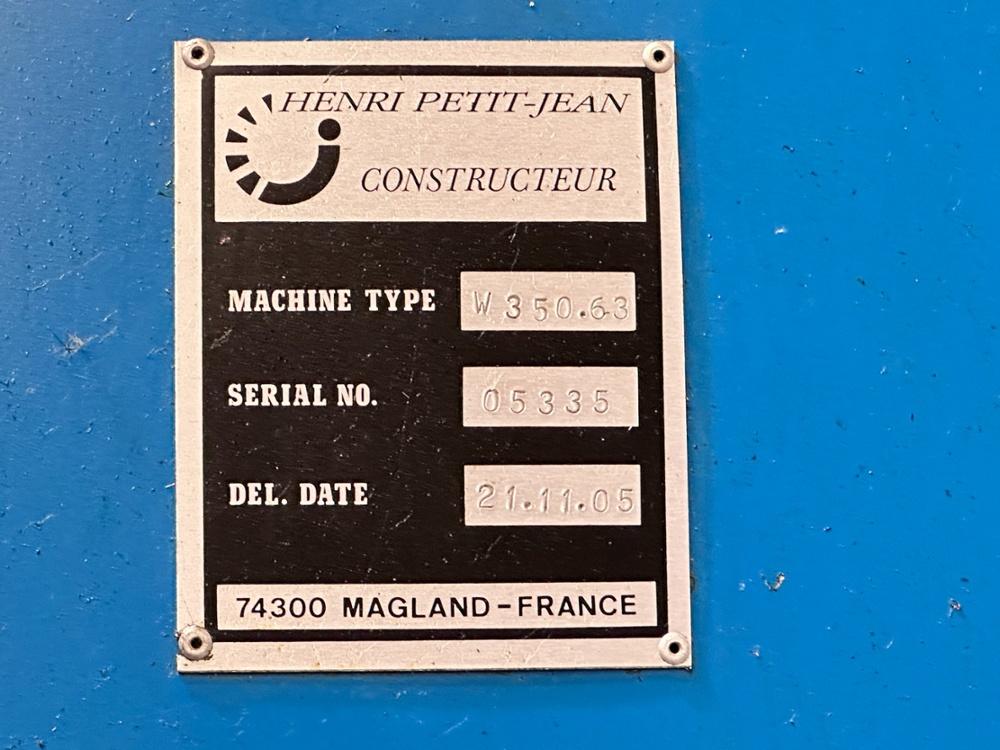 HENRI PETIT-JEAN
CONSTRUCTEUR
MACHINE TYPE W 350.63
SERIAL NO. 05335
DEL. DATE 21.11.05
74300 MAGLAND-FRANCE